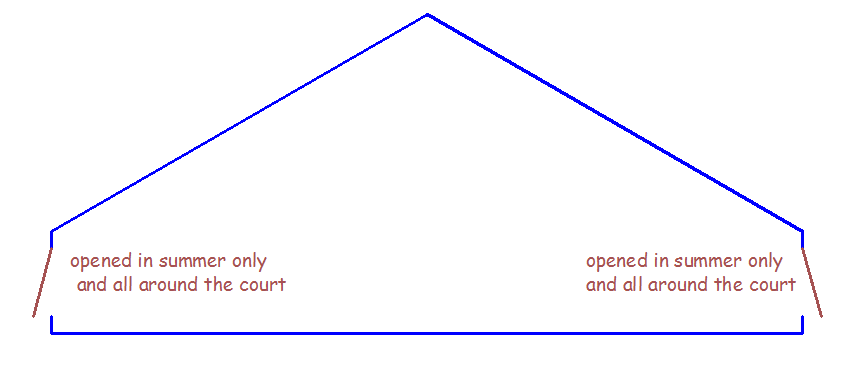 opened in summer only
and all around the court
opened in summer only
and all around the court